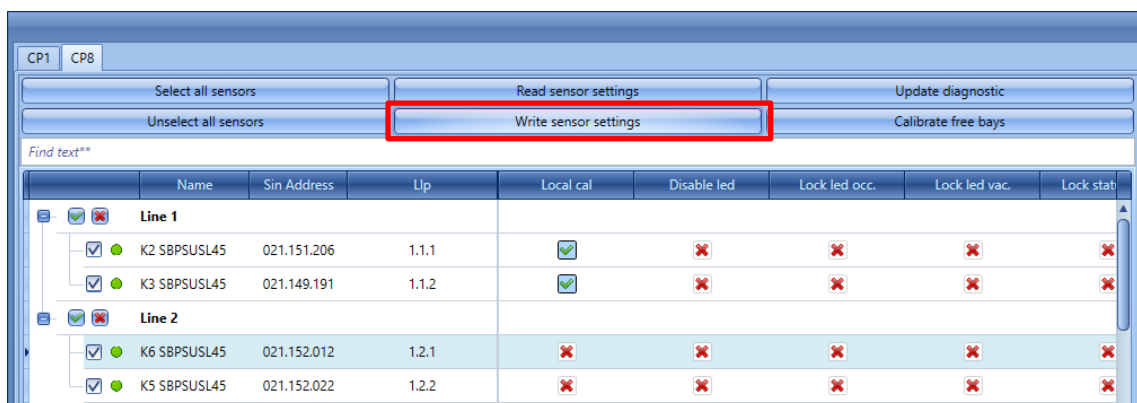 CP1 CP8
Select all sensors Read sensor settings Update diagnostic
Unselect all sensors Write sensor settings Calibrate free bays
Find text**
Name Sin Address Llp Local cal Disable led Lock led occ. Lock led vac. Lock stat
Line 1
K2 SBPSUSL45 021.151.206 1.1.1
K3 SBPSUSL45 021.149.191 1.1.2
Line 2
K6 SBPSUSL45 021.152.012 1.2.1
K5 SBPSUSL45 021.152.022 1.2.2